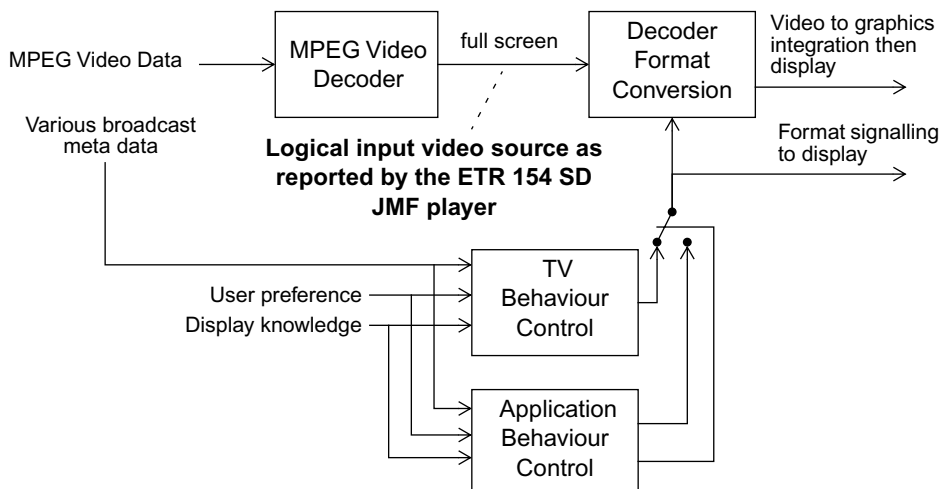 MPEG Video Data
MPEG Video
Decoder
full screen
Decoder
Format
Conversion
Video to graphics
integration then
display
Various broadcast
meta data
Logical input video source as
reported by the ETR 154 SD
JMF player
Format signalling
to display
User preference
Display knowledge
TV
Behaviour
Control
Application
Behaviour
Control